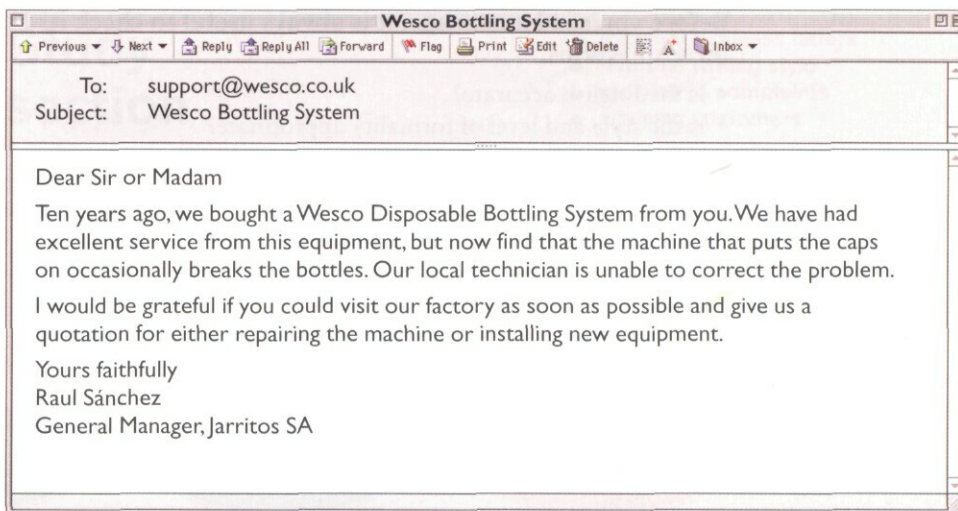 Wesco Bottling System
Previous Next Reply Reply All Forward Flag Print Edit Delete Inbox
To: support@wesco.co.uk
Subject: Wesco Bottling System
Dear Sir or Madam
Ten years ago, we bought a Wesco Disposable Bottling System from you. We have had
excellent service from this equipment, but now find that the machine that puts the caps
on occasionally breaks the bottles. Our local technician is unable to correct the problem.
I would be grateful if you could visit our factory as soon as possible and give us a
quotation for either repairing the machine or installing new equipment.
Yours faithfully
Raul Sánchez
General Manager, Jarritos SA